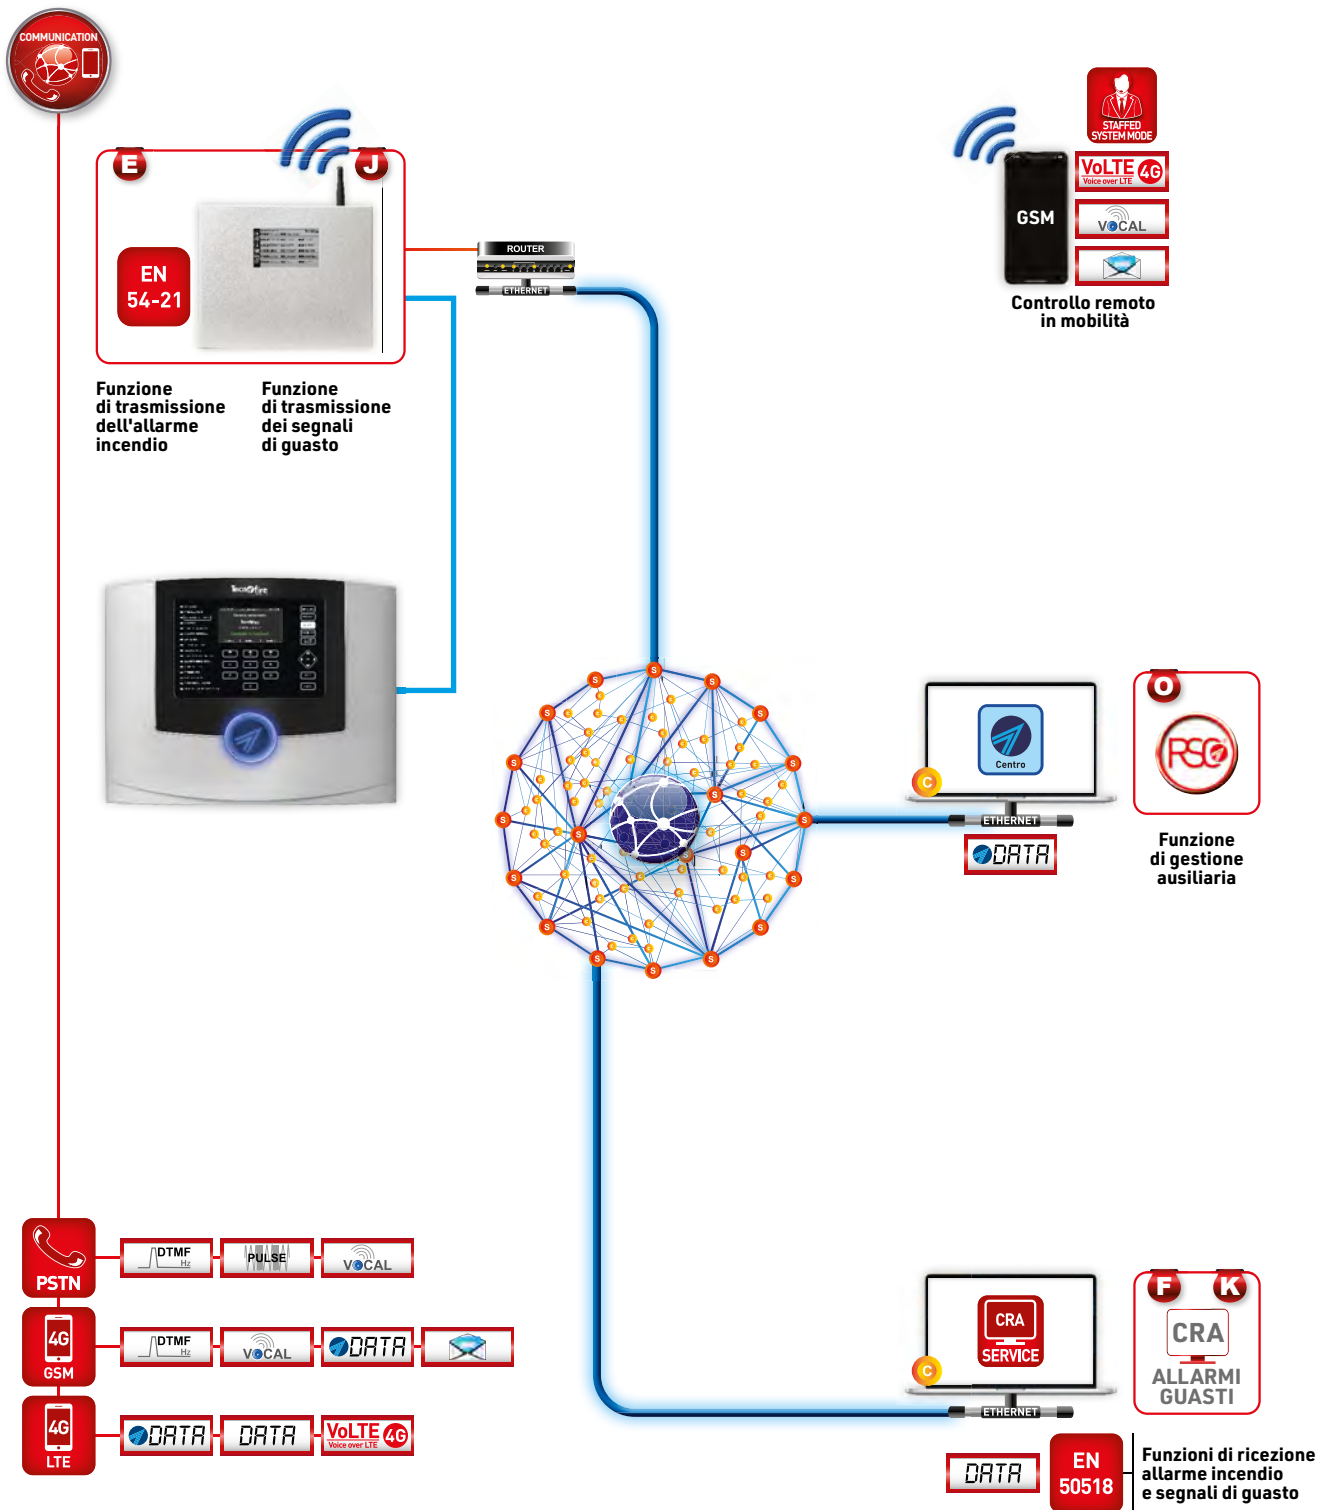 COMMUNICATION
E
J
EN
54-21
Funzione
di trasmissione
dell'allarme
incendio
Funzione
di trasmissione
dei segnali
di guasto
ROUTER
ETHERNET
GSM
STAFFED
SYSTEM MODE
VoLTE 4G
Voice over LTE
VOCAL
Controllo remoto
in mobilità
Tecnofire
Centro
C
ETHERNET
DATA
O
RSC
Funzione
di gestione
ausiliaria
PSTN
DTMF
Hz
PULSE
VOCAL
4G
GSM
DTMF
Hz
VOCAL
DATA
4G
LTE
DATA
DATA
VoLTE 4G
Voice over LTE
CRA
SERVICE
C
ETHERNET
F
K
CRA
ALLARMI
GUASTI
DATA
EN
50518
Funzioni di ricezione
allarme incendio
e segnali di guasto